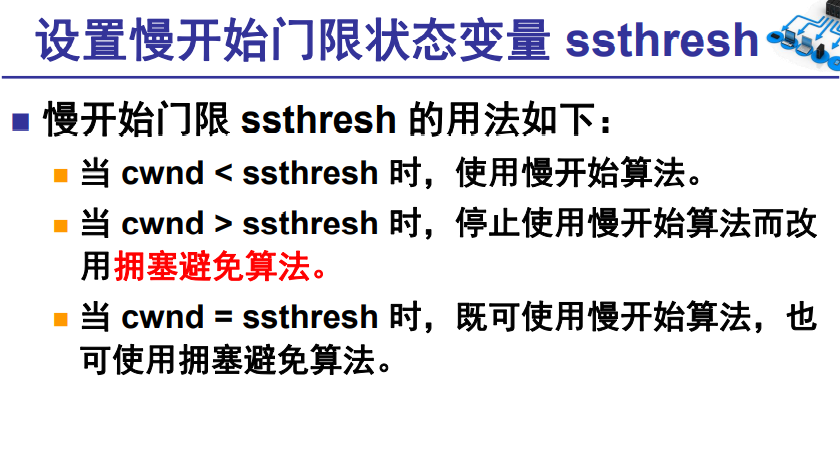 设置慢开始门限状态变量 ssthresh
慢开始门限 ssthresh 的用法如下：
当 cwnd < ssthresh 时，使用慢开始算法。
当 cwnd > ssthresh 时，停止使用慢开始算法而改
用拥塞避免算法。
当 cwnd = ssthresh 时，既可使用慢开始算法，也
可使用拥塞避免算法。